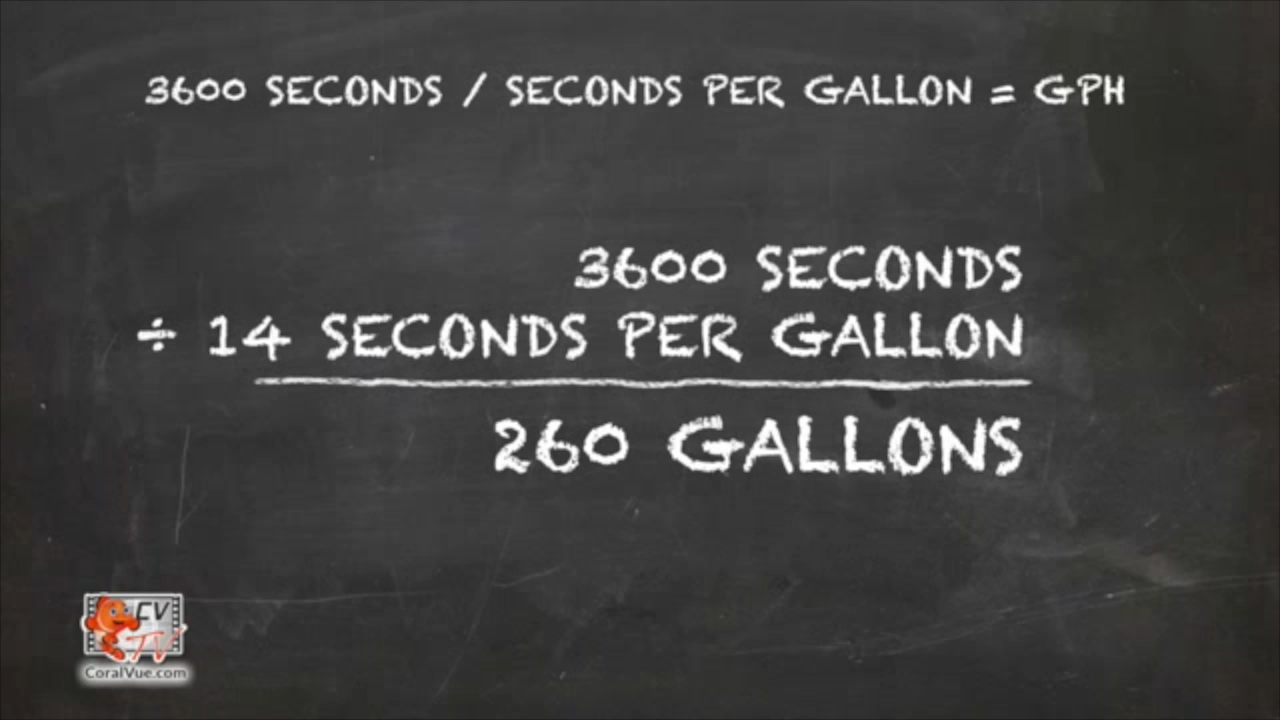 3600 SECONDS / SECONDS PER GALLON = GPH
3600 SECONDS
÷ 14 SECONDS PER GALLON
260 GALLONS
CV
TV
CoralVue.com